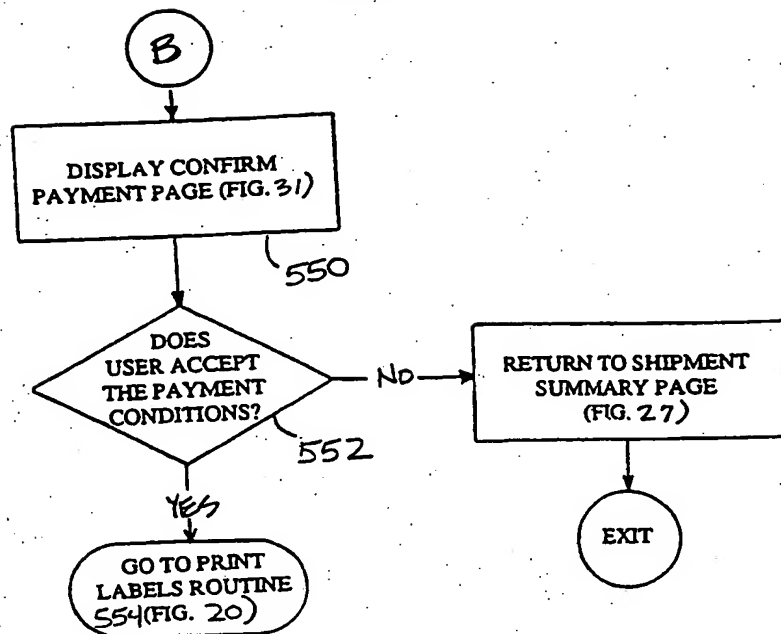 B
DISPLAY CONFIRM
PAYMENT PAGE (FIG. 31)
550
DOES
USER ACCEPT
THE PAYMENT
CONDITIONS?
552
NO
RETURN TO SHIPMENT
SUMMARY PAGE
(FIG. 27)
EXIT
YES
GO TO PRINT
LABELS ROUTINE
554 (FIG. 20)